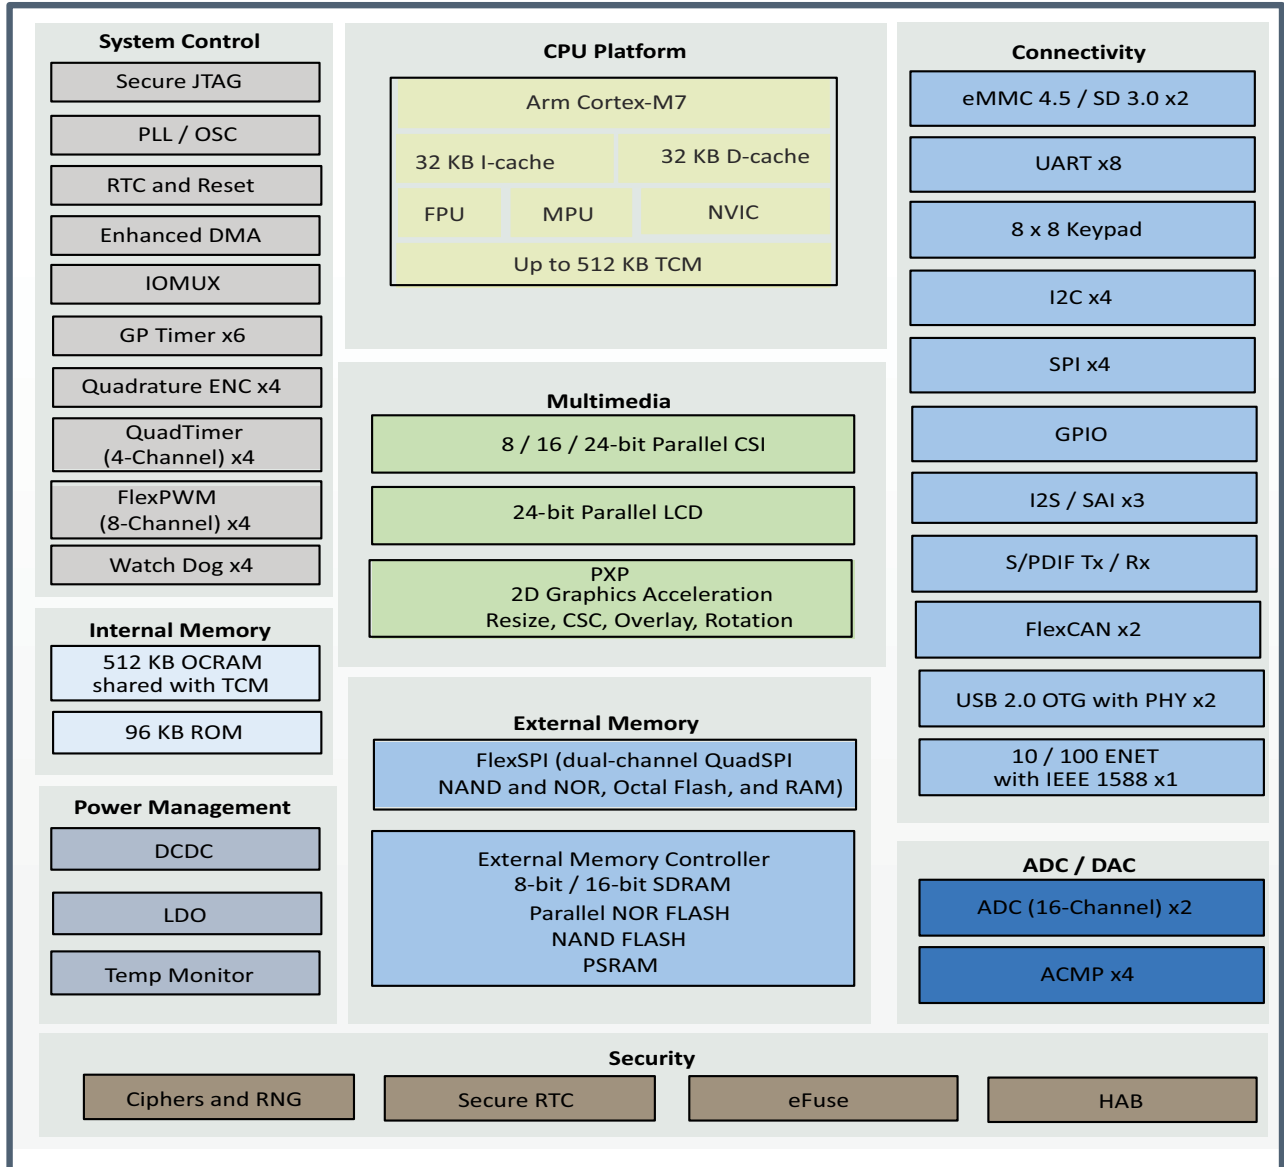 System Control
Secure JTAG
PLL / OSC
RTC and Reset
Enhanced DMA
IOMUX
GP Timer x6
Quadrature ENC x4
QuadTimer
(4-Channel) x4
FlexPWM
(8-Channel) x4
Watch Dog x4
Internal Memory
512 KB OCRAM
shared with TCM
96 KB ROM
Power Management
DCDC
LDO
Temp Monitor
CPU Platform
Arm Cortex-M7
32 KB I-cache
32 KB D-cache
FPU
MPU
NVIC
Up to 512 KB TCM
Multimedia
8 / 16 / 24-bit Parallel CSI
24-bit Parallel LCD
PXP
2D Graphics Acceleration
Resize, CSC, Overlay, Rotation
External Memory
FlexSPI (dual-channel QuadSPI
NAND and NOR, Octal Flash, and RAM)
External Memory Controller
8-bit / 16-bit SDRAM
Parallel NOR FLASH
NAND FLASH
PSRAM
Connectivity
eMMC 4.5 / SD 3.0 x2
UART x8
8 x 8 Keypad
I2C x4
SPI x4
GPIO
I2S / SAI x3
S/PDIF Tx / Rx
FlexCAN x2
USB 2.0 OTG with PHY x2
10 / 100 ENET
with IEEE 1588 x1
ADC / DAC
ADC (16-Channel) x2
ACMP x4
Security
Ciphers and RNG
Secure RTC
eFuse
HAB